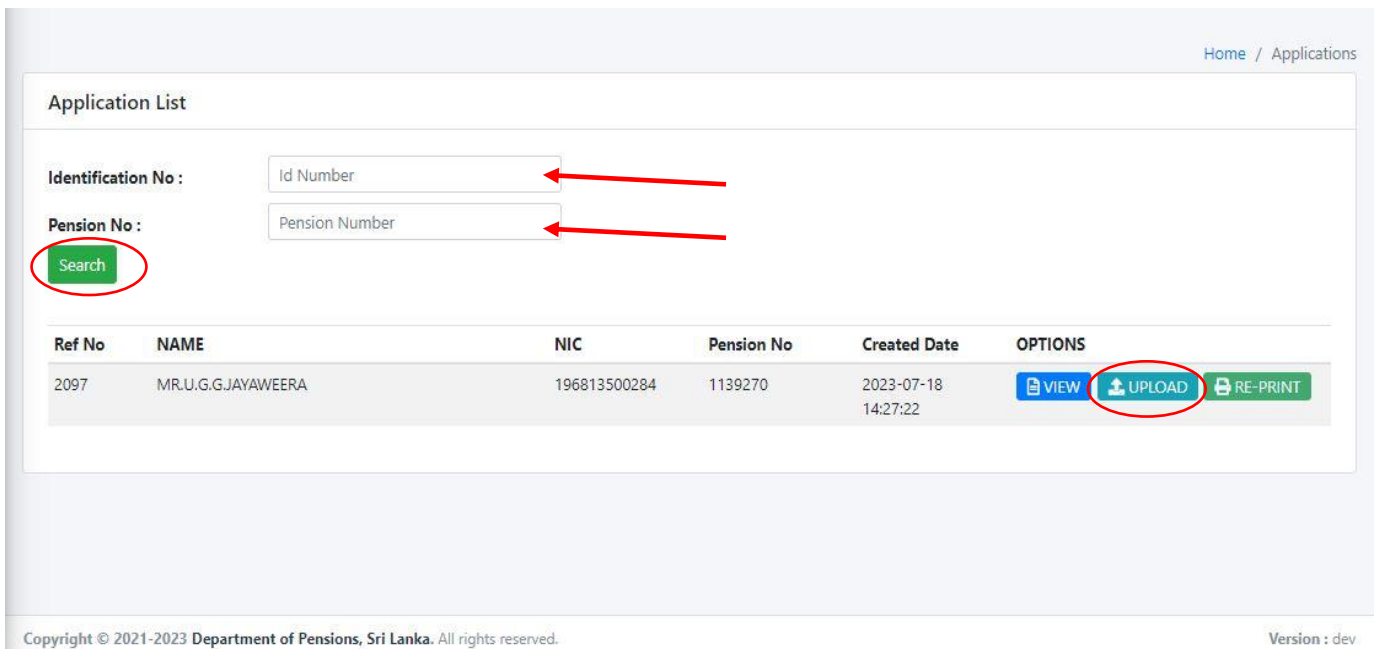 Home / Applications
Application List
Identification No : Id Number
Pension No : Pension Number
Search
Ref No NAME NIC Pension No Created Date OPTIONS
2097 MR.U.G.G.JAYAWEERA 196813500284 1139270 2023-07-18 VIEW UPLOAD RE-PRINT
14:27:22
Copyright © 2021-2023 Department of Pensions, Sri Lanka. All rights reserved. Version : dev